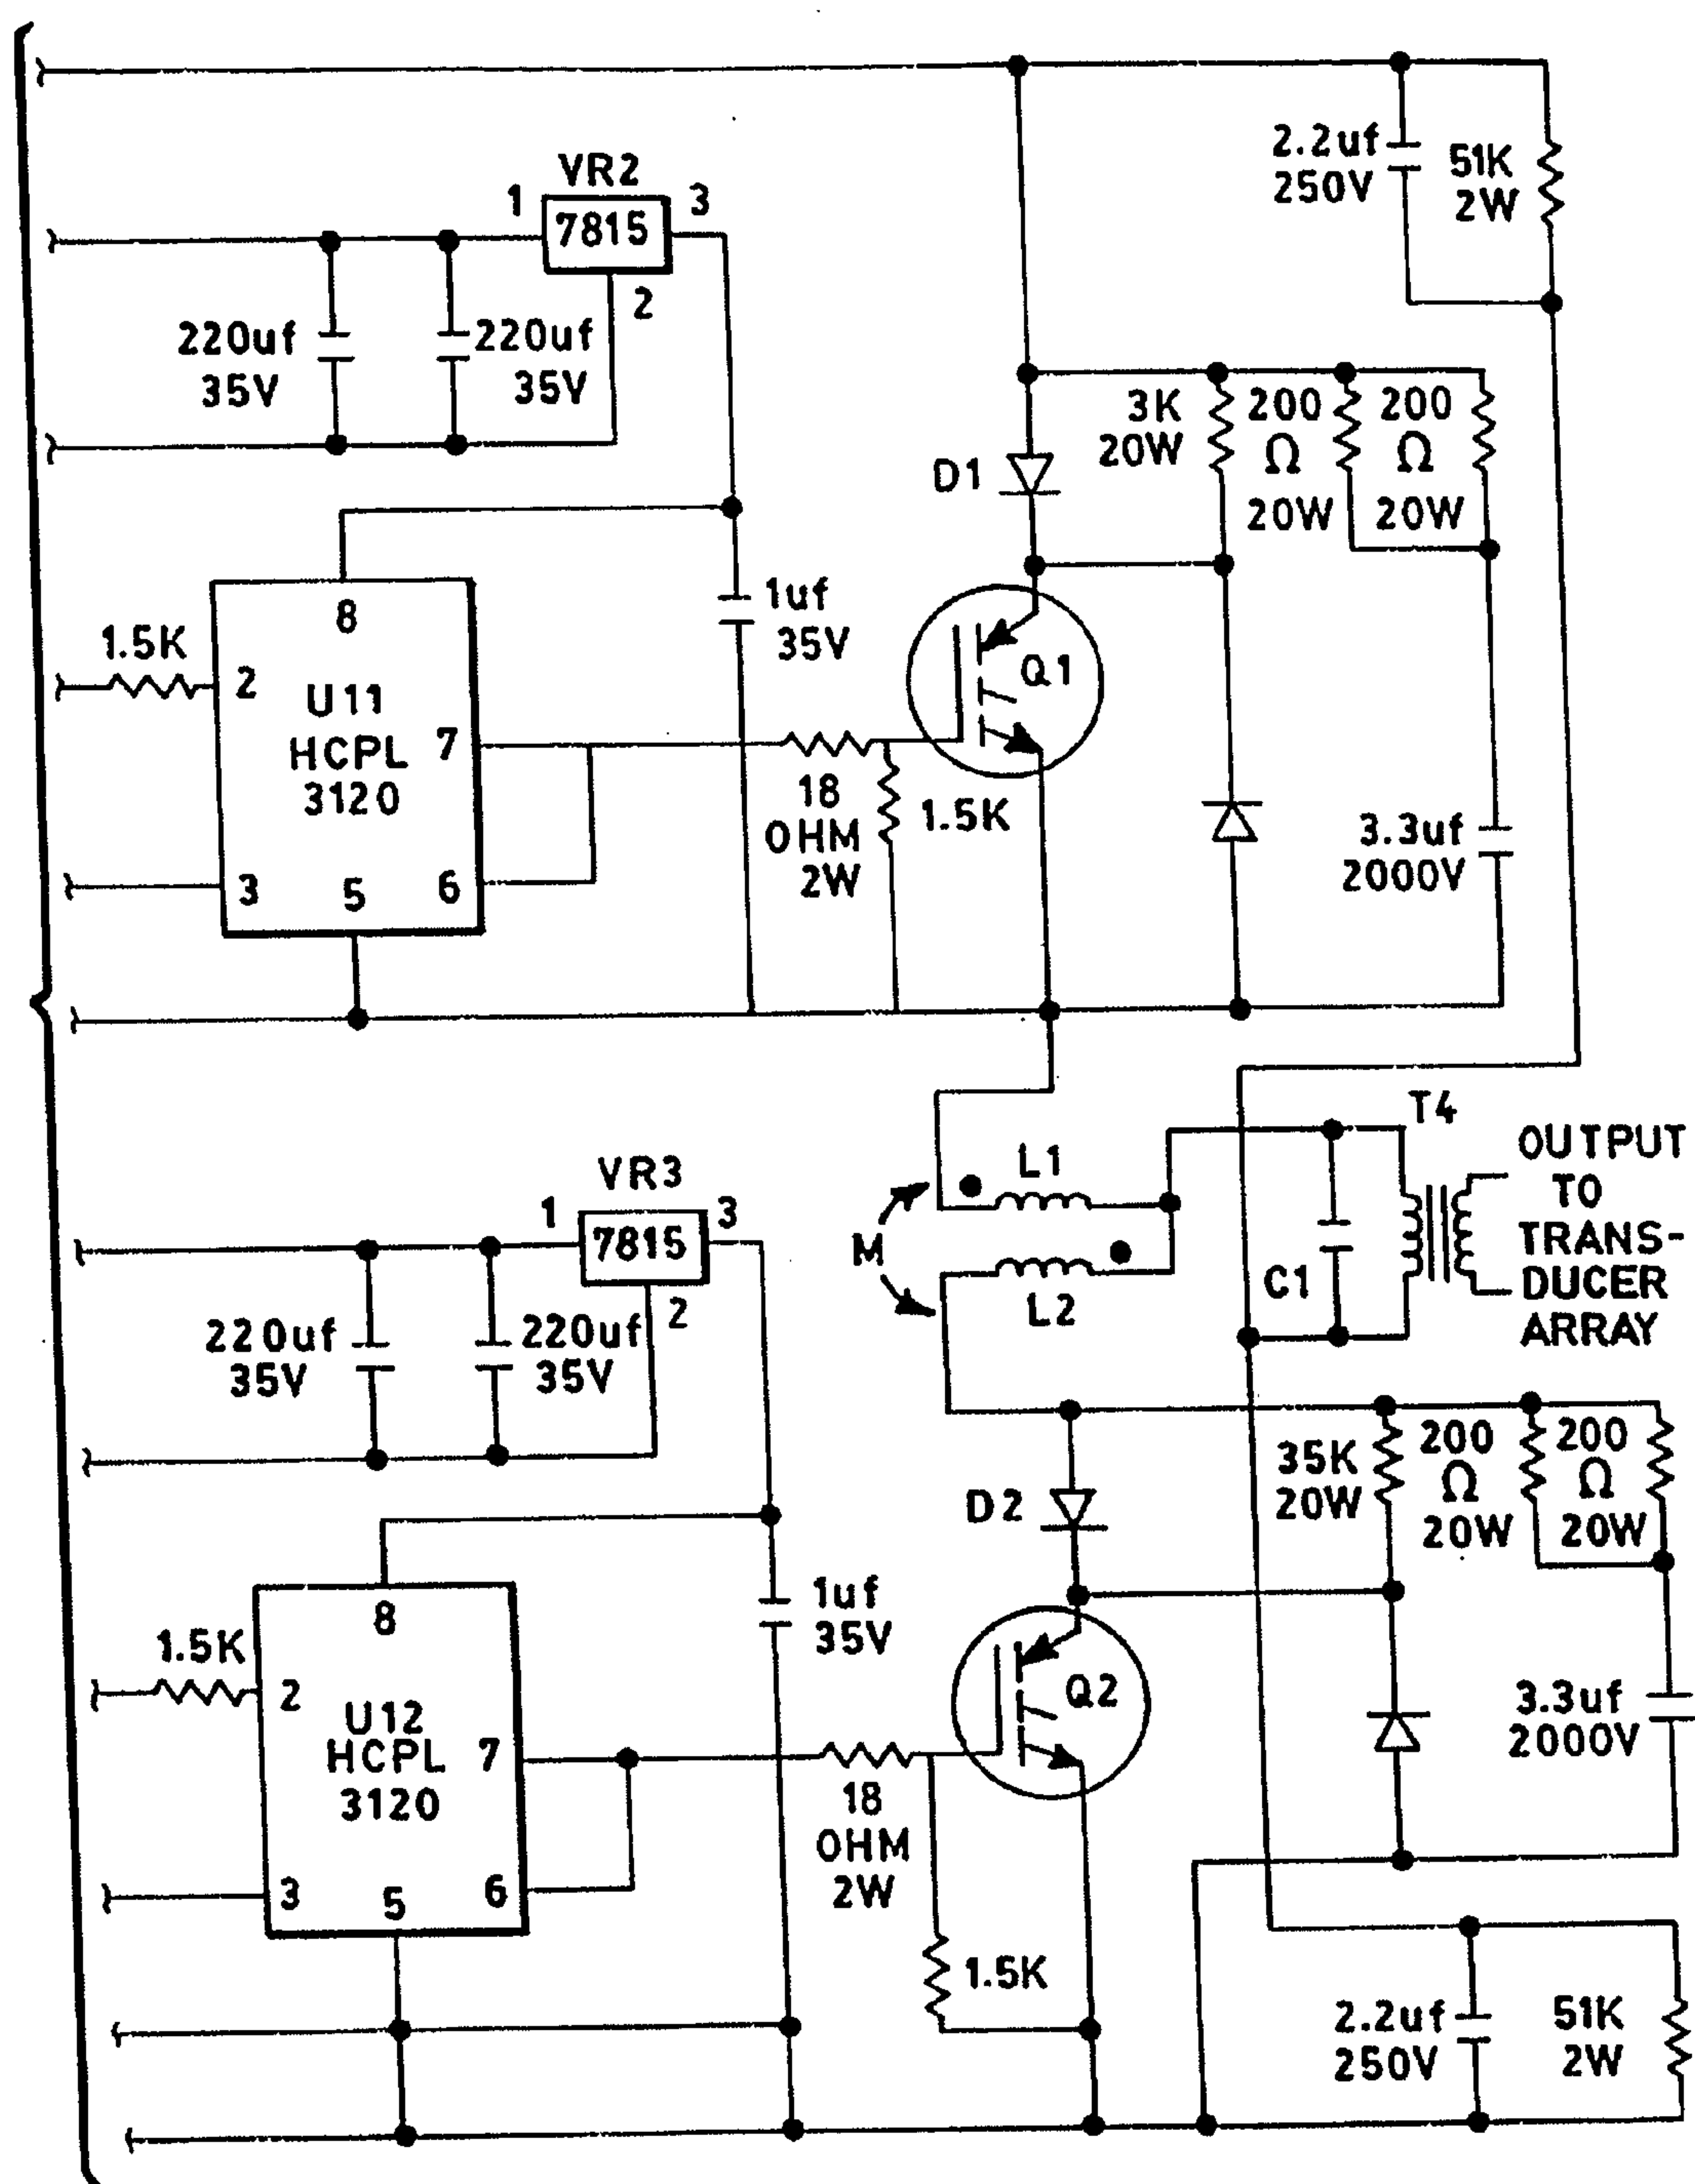 2.2uf
250V
51K
2W
VR2
1
7815
3
2
220uf
35V
220uf
35V
3K
20W
200
Ω
20W
200
Ω
20W
D1
1uf
35V
1.5K
8
2
U11
HCPL
3120
7
3
5
6
Q1
18
OHM
2W
1.5K
3.3uf
2000V
T4
OUTPUT
TO
TRANS-
DUCER
ARRAY
L1
M
L2
C1
VR3
1
7815
3
2
220uf
35V
220uf
35V
35K
20W
200
Ω
20W
200
Ω
20W
D2
1uf
35V
1.5K
8
2
U12
HCPL
3120
7
3
5
6
Q2
18
OHM
2W
1.5K
3.3uf
2000V
2.2uf
250V
51K
2W